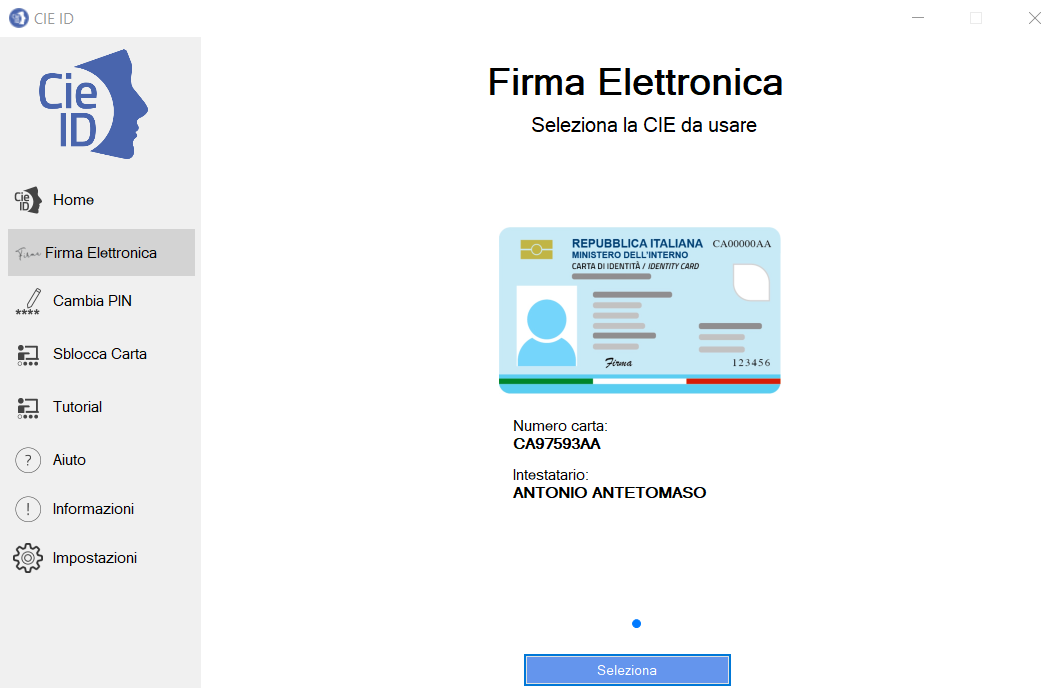 CIE ID
Cie
ID
Home
Firma Elettronica
Cambia PIN
Sblocca Carta
Tutorial
Aiuto
Informazioni
Impostazioni
Firma Elettronica
Seleziona la CIE da usare
REPUBBLICA ITALIANA CA00000AA
MINISTERO DELL'INTERNO
CARTA DI IDENTITÀ / IDENTITY CARD
Firma
123456
Numero carta:
CA97593AA
Intestatario:
ANTONIO ANTETOMASO
Seleziona